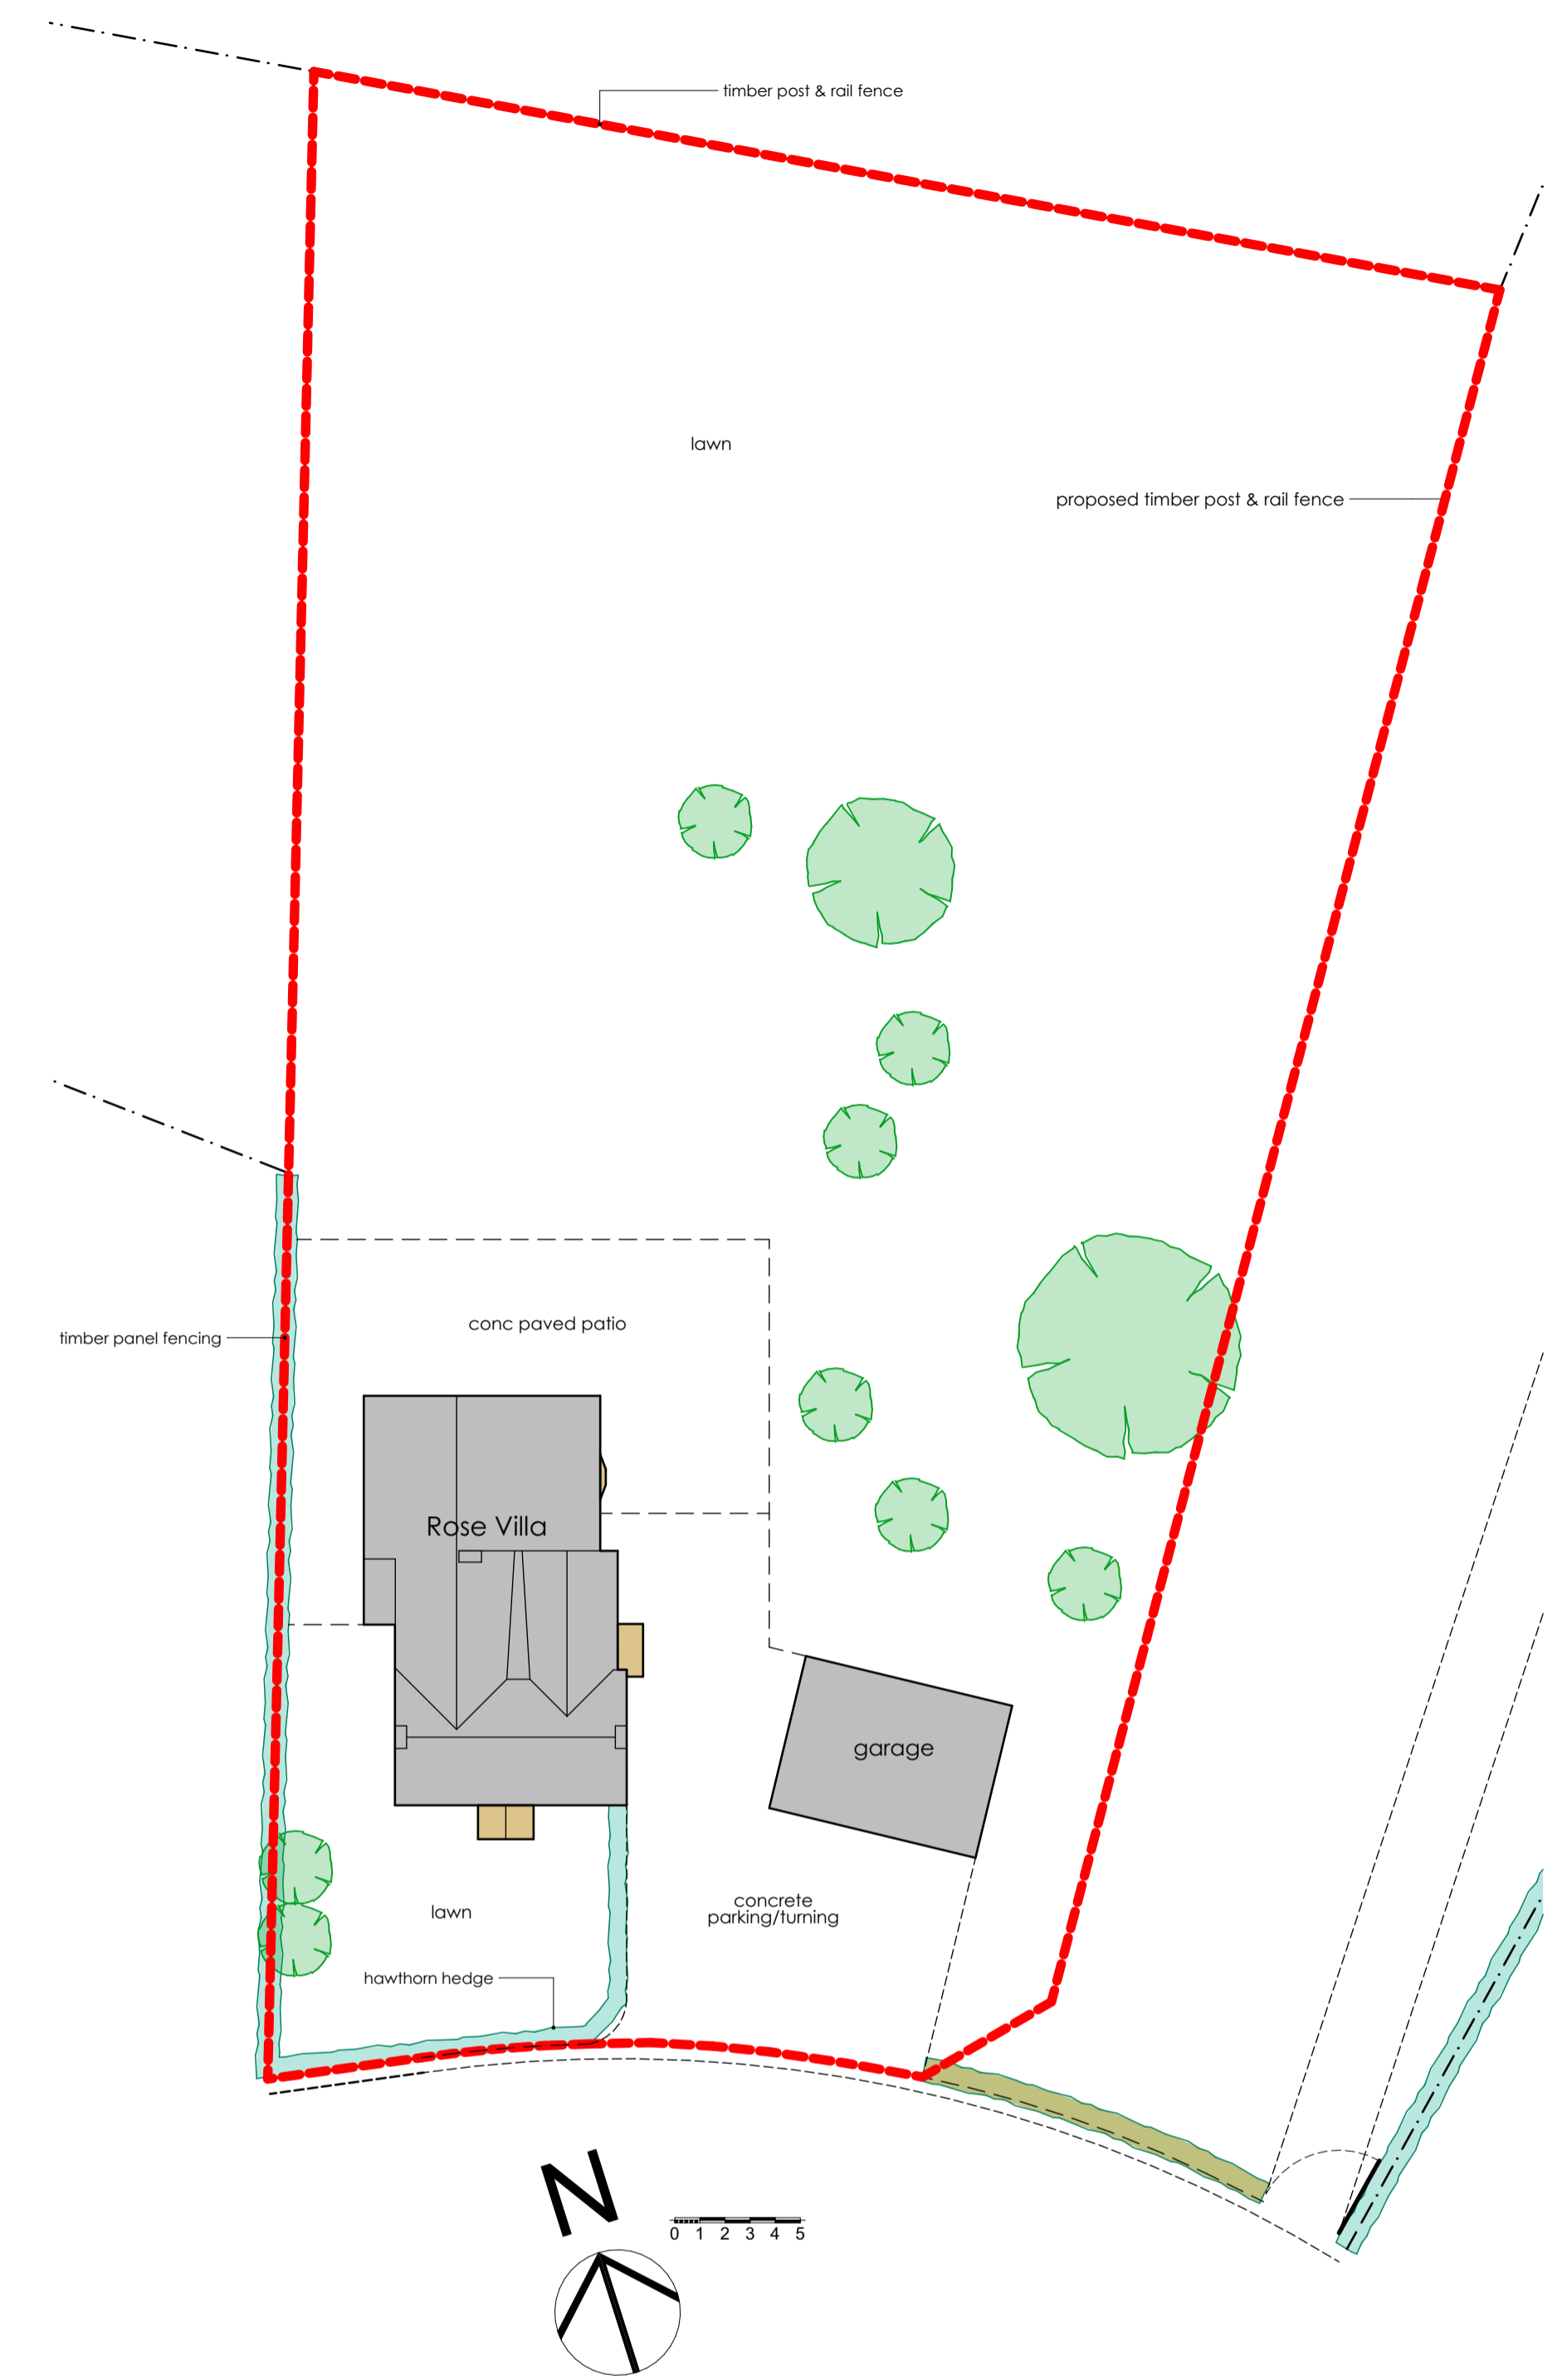 timber post & rail fence
lawn
proposed timber post & rail fence
conc paved patio
timber panel fencing
Rose Villa
garage
concrete
parking/turning
lawn
hawthorn hedge
N
0 1 2 3 4 5